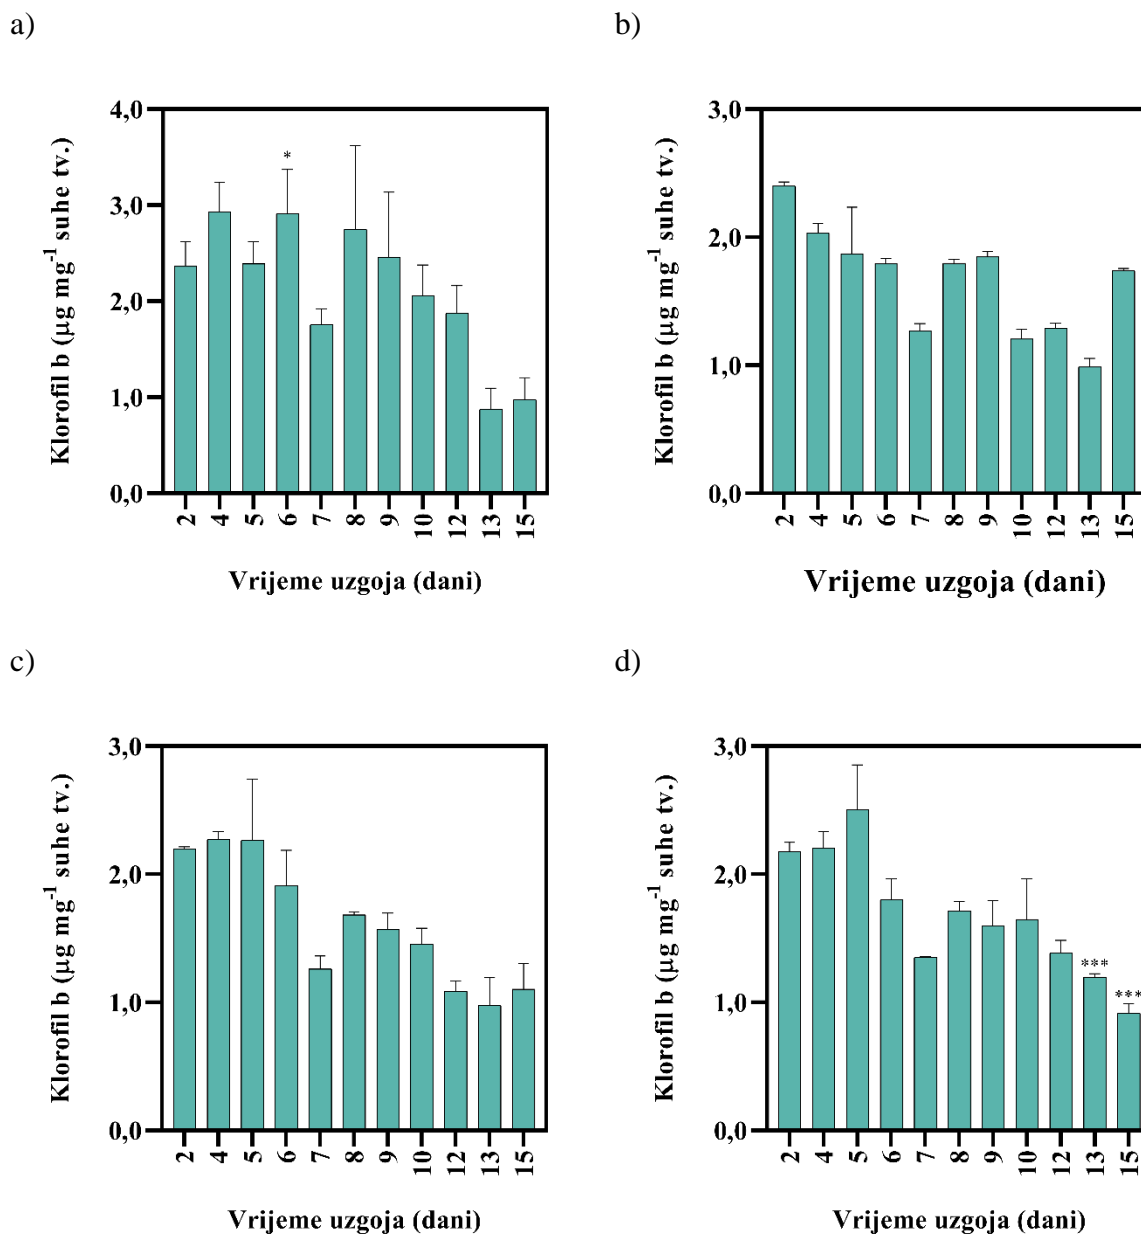 a)
4,0
3,0
2,0
1,0
0,0
Klorofil b (µg mg⁻¹ suhe tv.)
*
2 4 5 6 7 8 9 10 12 13 15
Vrijeme uzgoja (dani)
b)
3,0
2,0
1,0
0,0
Klorofil b (µg mg⁻¹ suhe tv.)
2 4 5 6 7 8 9 10 12 13 15
Vrijeme uzgoja (dani)
c)
3,0
2,0
1,0
0,0
Klorofil b (µg mg⁻¹ suhe tv.)
2 4 5 6 7 8 9 10 12 13 15
Vrijeme uzgoja (dani)
d)
3,0
2,0
1,0
0,0
Klorofil b (µg mg⁻¹ suhe tv.)
***
***
2 4 5 6 7 8 9 10 12 13 15
Vrijeme uzgoja (dani)